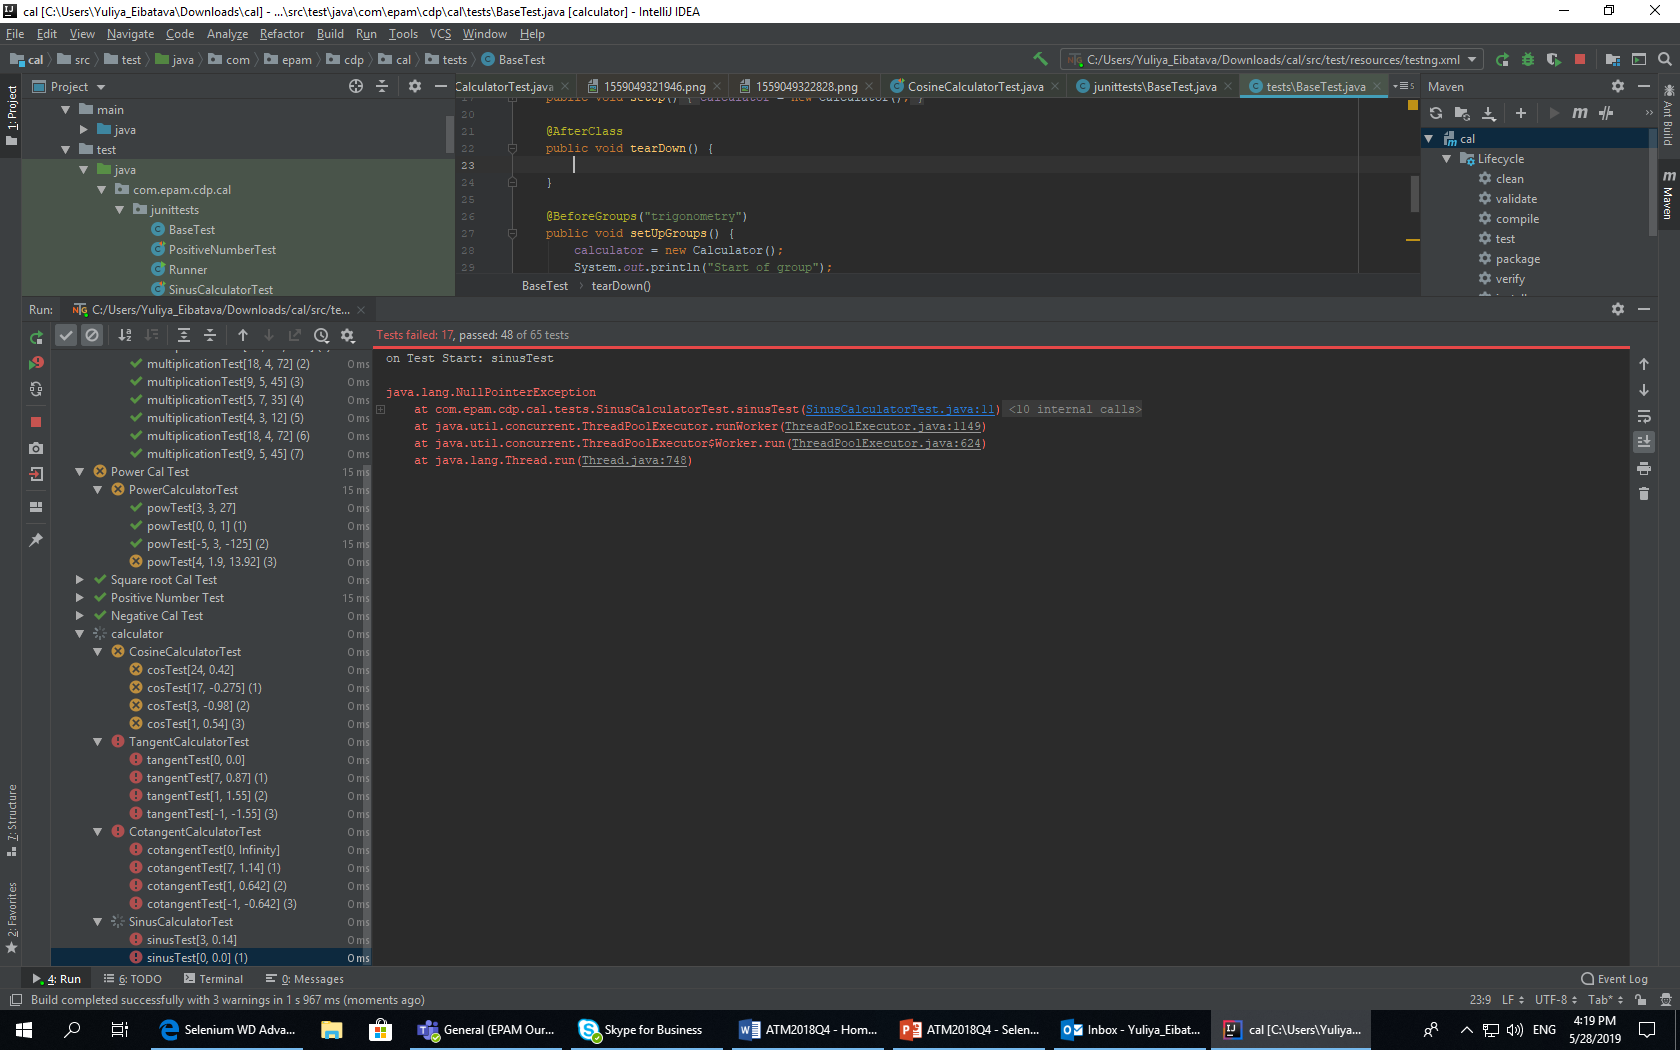 cal [C:\Users\Yuliya_Eibatava\Downloads\cal] - ...\src\test\java\com\epam\cdp\cal\tests\BaseTest.java [calculator] - IntelliJ IDEA
File Edit View Navigate Code Analyze Refactor Build Run Tools VCS Window Help
cal src test java com epam cdp cal tests BaseTest
C:/Users/Yuliya_Eibatava/Downloads/cal/src/test/resources/testng.xml
Project
CalculatorTest.java 1559049321946.png 1559049322828.png CosineCalculatorTest.java junittests\BaseTest.java tests\BaseTest.java
Maven
1: Project
main
java
test
java
com.epam.cdp.cal
junittests
BaseTest
PositiveNumberTest
Runner
SinusCalculatorTest
public void setUp() { calculator = new Calculator(); }
20
21 @AfterClass
22 public void tearDown() {
23
24 }
25
26 @BeforeGroups("trigonometry")
27 public void setUpGroups() {
28 calculator = new Calculator();
29 System.out.println("Start of group");
BaseTest tearDown()
cal
Lifecycle
clean
validate
compile
test
package
verify
Ant Build
Maven
Run: C:/Users/Yuliya_Eibatava/Downloads/cal/src/te...
Tests failed: 17, passed: 48 of 65 tests
multiplicationTest[18, 4, 72] (2) 0 ms
multiplicationTest[9, 5, 45] (3) 0 ms
multiplicationTest[5, 7, 35] (4) 0 ms
multiplicationTest[4, 3, 12] (5) 0 ms
multiplicationTest[18, 4, 72] (6) 0 ms
multiplicationTest[9, 5, 45] (7) 0 ms
Power Cal Test 15 ms
PowerCalculatorTest 15 ms
powTest[3, 3, 27] 0 ms
powTest[0, 0, 1] (1) 0 ms
powTest[-5, 3, -125] (2) 15 ms
powTest[4, 1.9, 13.92] (3) 0 ms
Square root Cal Test 0 ms
Positive Number Test 15 ms
Negative Cal Test 0 ms
calculator 0 ms
CosineCalculatorTest 0 ms
cosTest[24, 0.42] 0 ms
cosTest[17, -0.275] (1) 0 ms
cosTest[3, -0.98] (2) 0 ms
cosTest[1, 0.54] (3) 0 ms
TangentCalculatorTest 0 ms
tangentTest[0, 0.0] 0 ms
tangentTest[7, 0.87] (1) 0 ms
tangentTest[1, 1.55] (2) 0 ms
tangentTest[-1, -1.55] (3) 0 ms
CotangentCalculatorTest 0 ms
cotangentTest[0, Infinity] 0 ms
cotangentTest[7, 1.14] (1) 0 ms
cotangentTest[1, 0.642] (2) 0 ms
cotangentTest[-1, -0.642] (3) 0 ms
SinusCalculatorTest 0 ms
sinusTest[3, 0.14] 0 ms
sinusTest[0, 0.0] (1) 0 ms
on Test Start: sinusTest
java.lang.NullPointerException
at com.epam.cdp.cal.tests.SinusCalculatorTest.sinusTest(SinusCalculatorTest.java:11) <10 internal calls>
at java.util.concurrent.ThreadPoolExecutor.runWorker(ThreadPoolExecutor.java:1149)
at java.util.concurrent.ThreadPoolExecutor$Worker.run(ThreadPoolExecutor.java:624)
at java.lang.Thread.run(Thread.java:748)
7: Structure
2: Favorites
4: Run 6: TODO Terminal 0: Messages Event Log
Build completed successfully with 3 warnings in 1 s 967 ms (moments ago) 23:9 LF UTF-8 Tab*
Selenium WD Adva... General (EPAM Our... Skype for Business ATM2018Q4 - Hom... ATM2018Q4 - Selen... Inbox - Yuliya_Eibat... cal [C:\Users\Yuliya... ENG
4:19 PM
5/28/2019